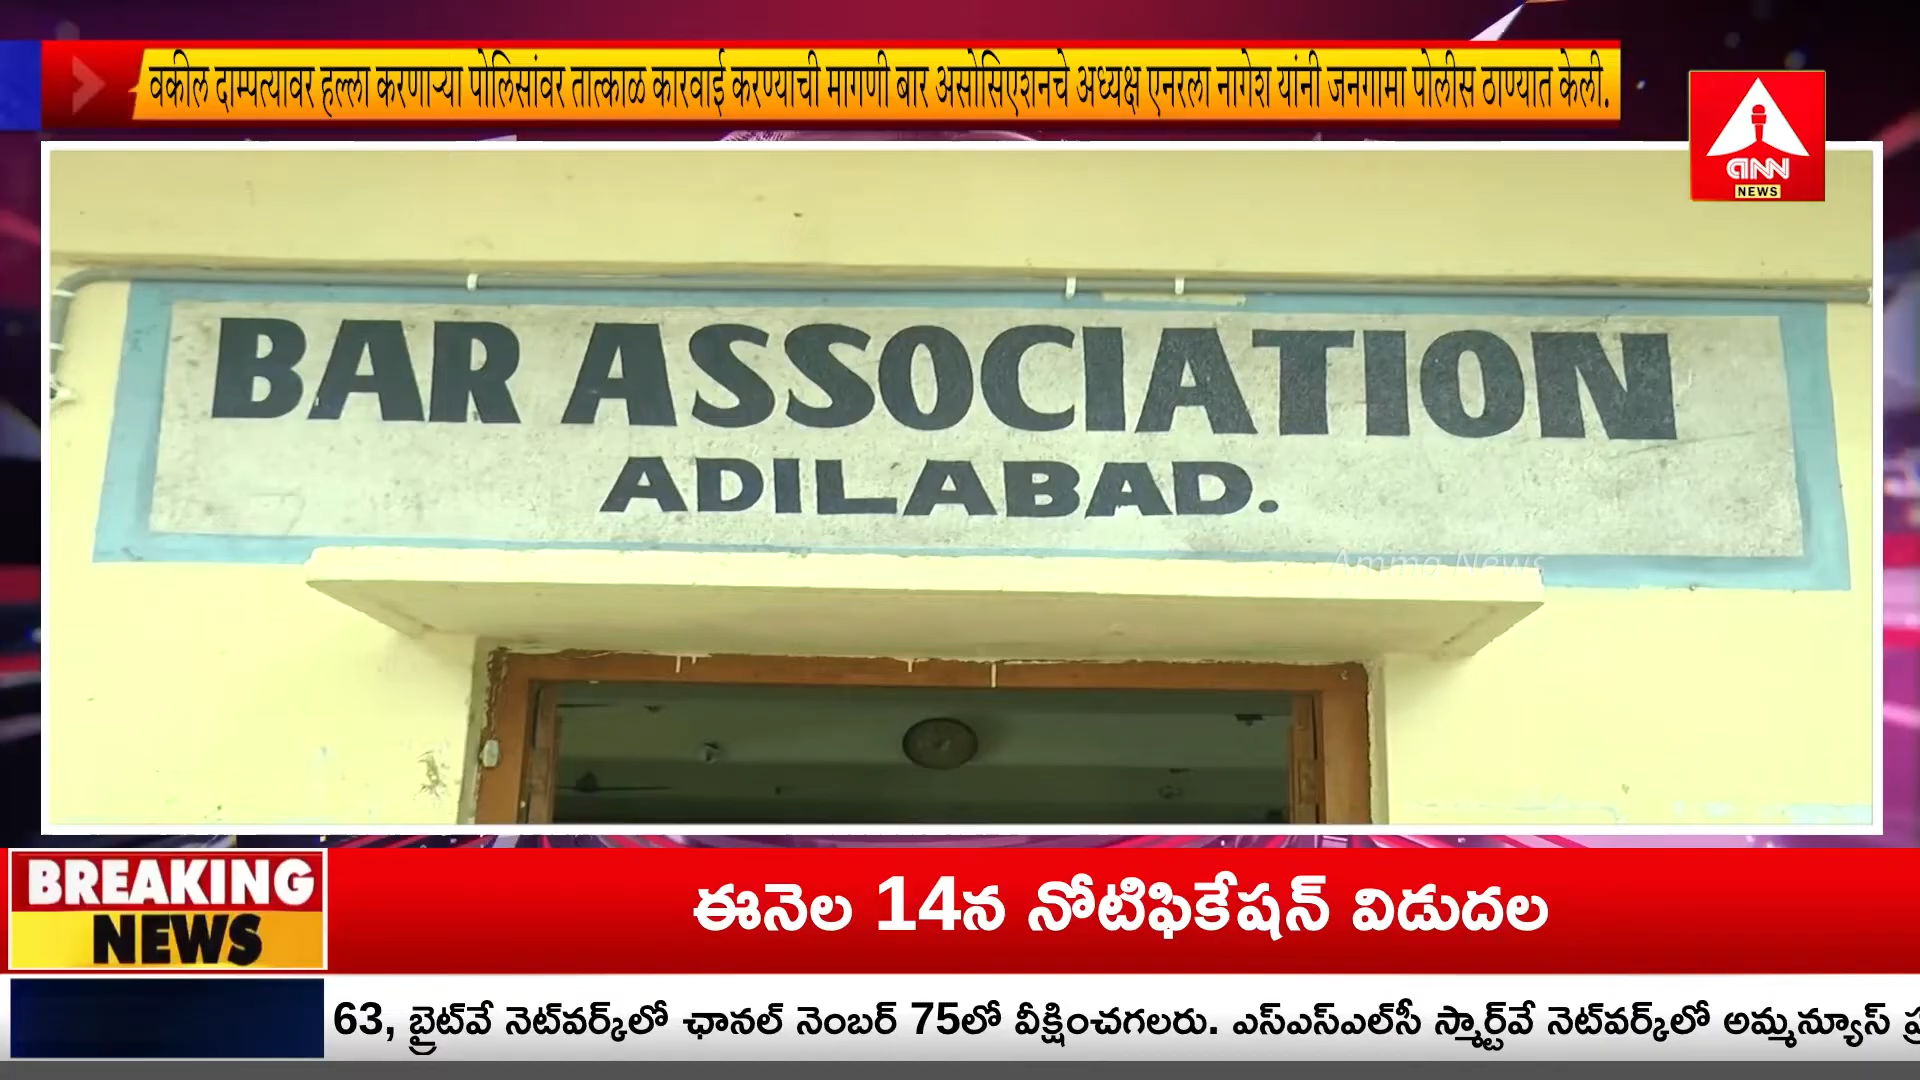 वकील दाम्पत्यावर हल्ला करणाऱ्या पोलिसांवर तात्काळ कारवाई करण्याची मागणी बार असोसिएशनचे अध्यक्ष एनरला नागेश यांनी जनगामा पोलीस ठाण्यात केली.
ann
NEWS
BAR ASSOCIATION
ADILABAD.
Amma News
BREAKING
NEWS
ఈనెల 14న నోటిఫికేషన్ విడుదల
63, బ్రైట్‌వే నెట్‌వర్క్‌లో ఛానల్ నెంబర్ 75లో వీక్షించగలరు. ఎస్ఎస్ఎల్‌సీ స్మార్ట్‌వే నెట్‌వర్క్‌లో అమ్మన్యూస్